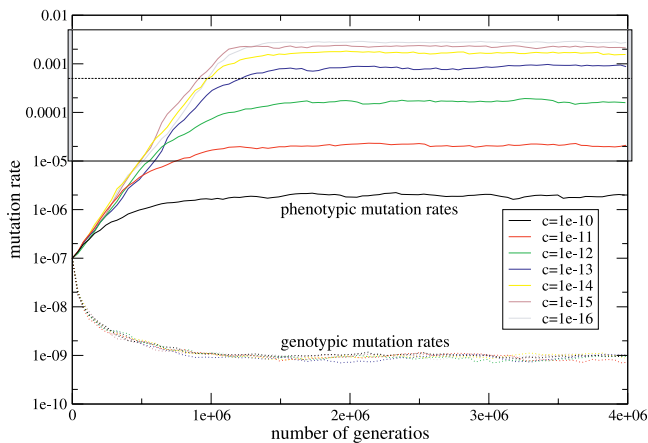 0.01
0.001
0.0001
1e-05
1e-06
1e-07
1e-08
1e-09
1e-10
mutation rate
phenotypic mutation rates
genotypic mutation rates
c=1e-10
c=1e-11
c=1e-12
c=1e-13
c=1e-14
c=1e-15
c=1e-16
0
1e+06
2e+06
3e+06
4e+06
number of generatios